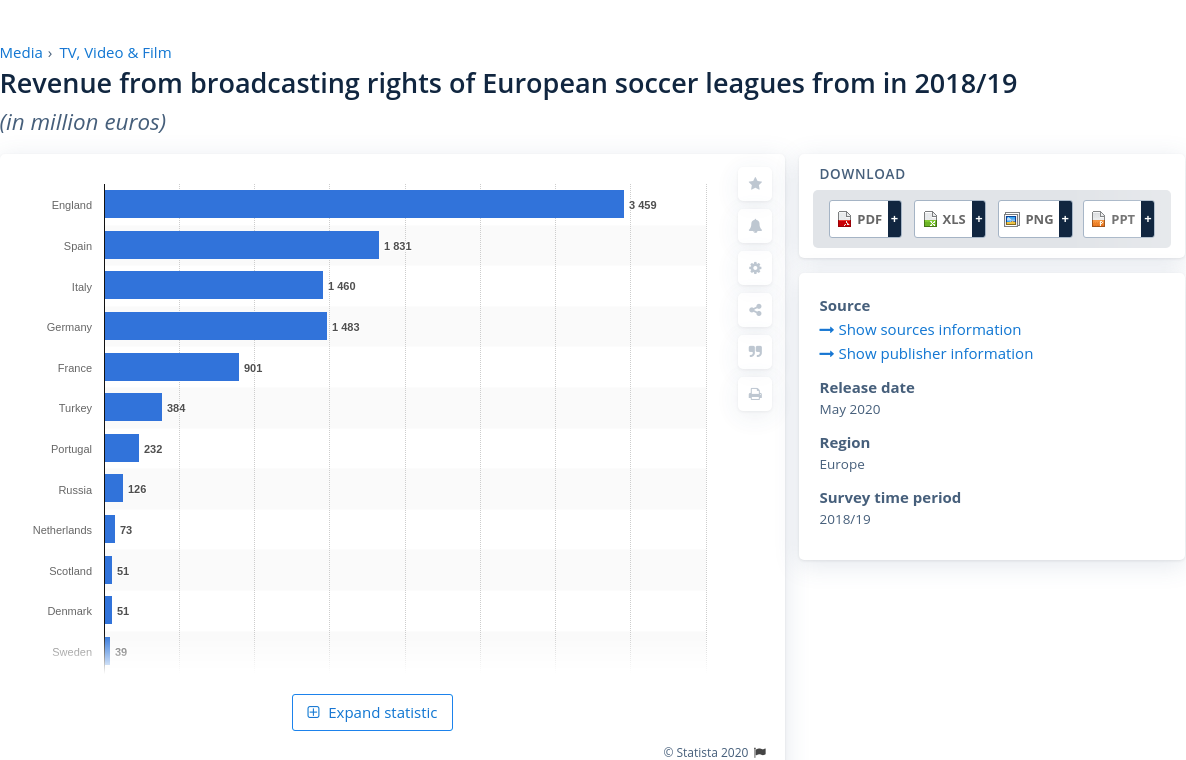 Media › TV, Video & Film
Revenue from broadcasting rights of European soccer leagues from in 2018/19
(in million euros)
England 3 459
Spain 1 831
Italy 1 460
Germany 1 483
France 901
Turkey 384
Portugal 232
Russia 126
Netherlands 73
Scotland 51
Denmark 51
Sweden 39
Expand statistic
© Statista 2020
DOWNLOAD
PDF + XLS + PNG + PPT +
Source
Show sources information
Show publisher information
Release date
May 2020
Region
Europe
Survey time period
2018/19